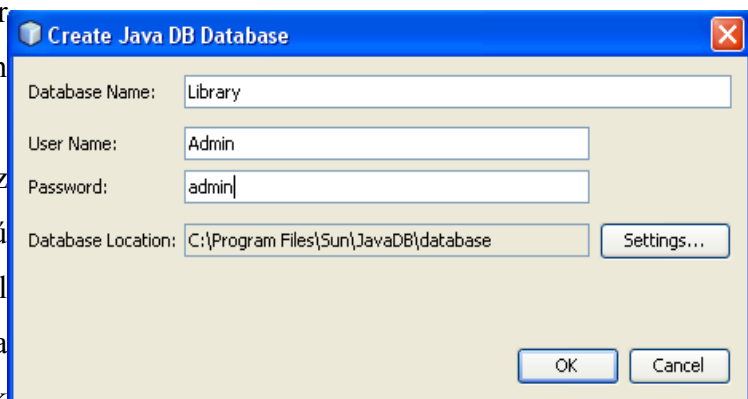 Create Java DB Database
Database Name: Library
User Name: Admin
Password: admin
Database Location: C:\Program Files\Sun\JavaDB\database Settings...
OK Cancel